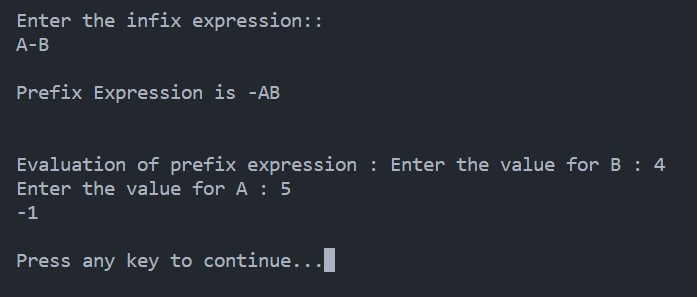 Enter the infix expression::
A-B
Prefix Expression is -AB
Evaluation of prefix expression : Enter the value for B : 4
Enter the value for A : 5
-1
Press any key to continue...